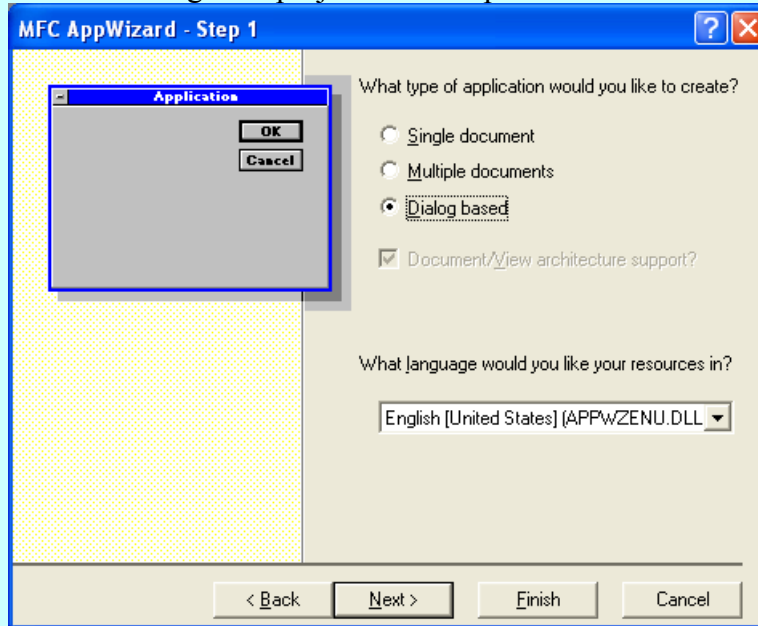 MFC AppWizard - Step 1
Application
OK
Cancel
What type of application would you like to create?
Single document
Multiple documents
Dialog based
Document/View architecture support?
What language would you like your resources in?
English [United States] (APPWZENU.DLL
< Back
Next >
Finish
Cancel